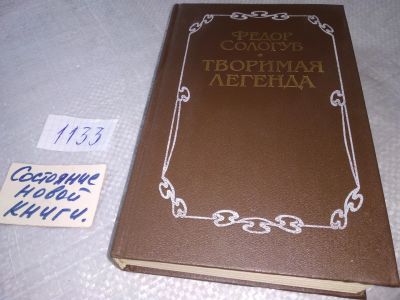 ФЕДОР
СОЛОГУБ
ТВОРИМАЯ
ЛЕГЕНДА
1133
Состояние
новой
книги.